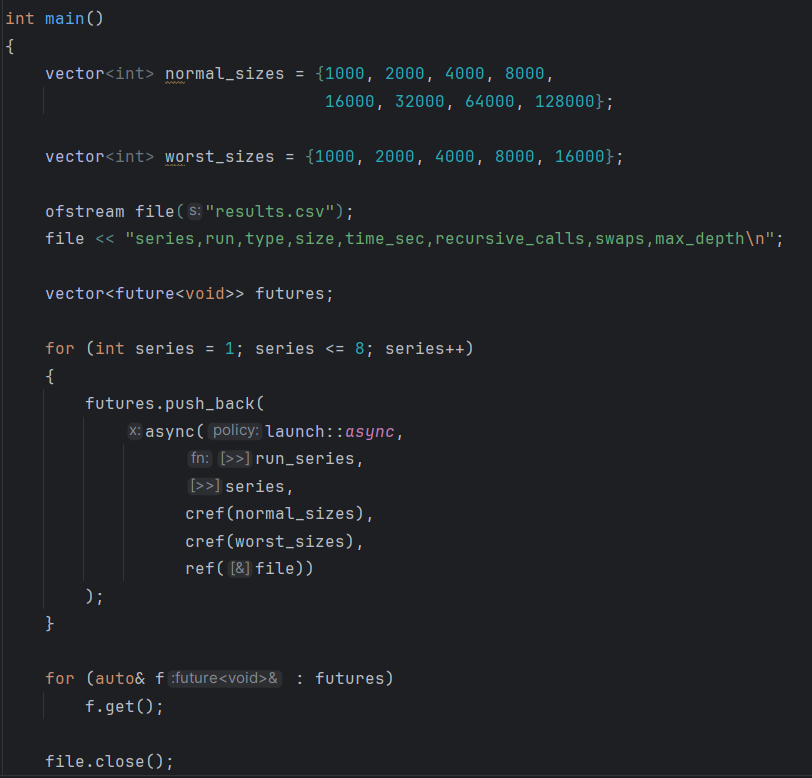 int main()
{
    vector<int> normal_sizes = {1000, 2000, 4000, 8000,
                                16000, 32000, 64000, 128000};
    vector<int> worst_sizes = {1000, 2000, 4000, 8000, 16000};
    ofstream file( s: "results.csv");
    file << "series,run,type,size,time_sec,recursive_calls,swaps,max_depth\n";
    vector<future<void>> futures;
    for (int series = 1; series <= 8; series++)
    {
        futures.push_back(
            x: async( policy: launch::async,
                  fn: [>>] run_series,
                  [>>] series,
                  cref(normal_sizes),
                  cref(worst_sizes),
                  ref( [&] file))
        );
    }
    for (auto& f :future<void>& : futures)
        f.get();
    file.close();